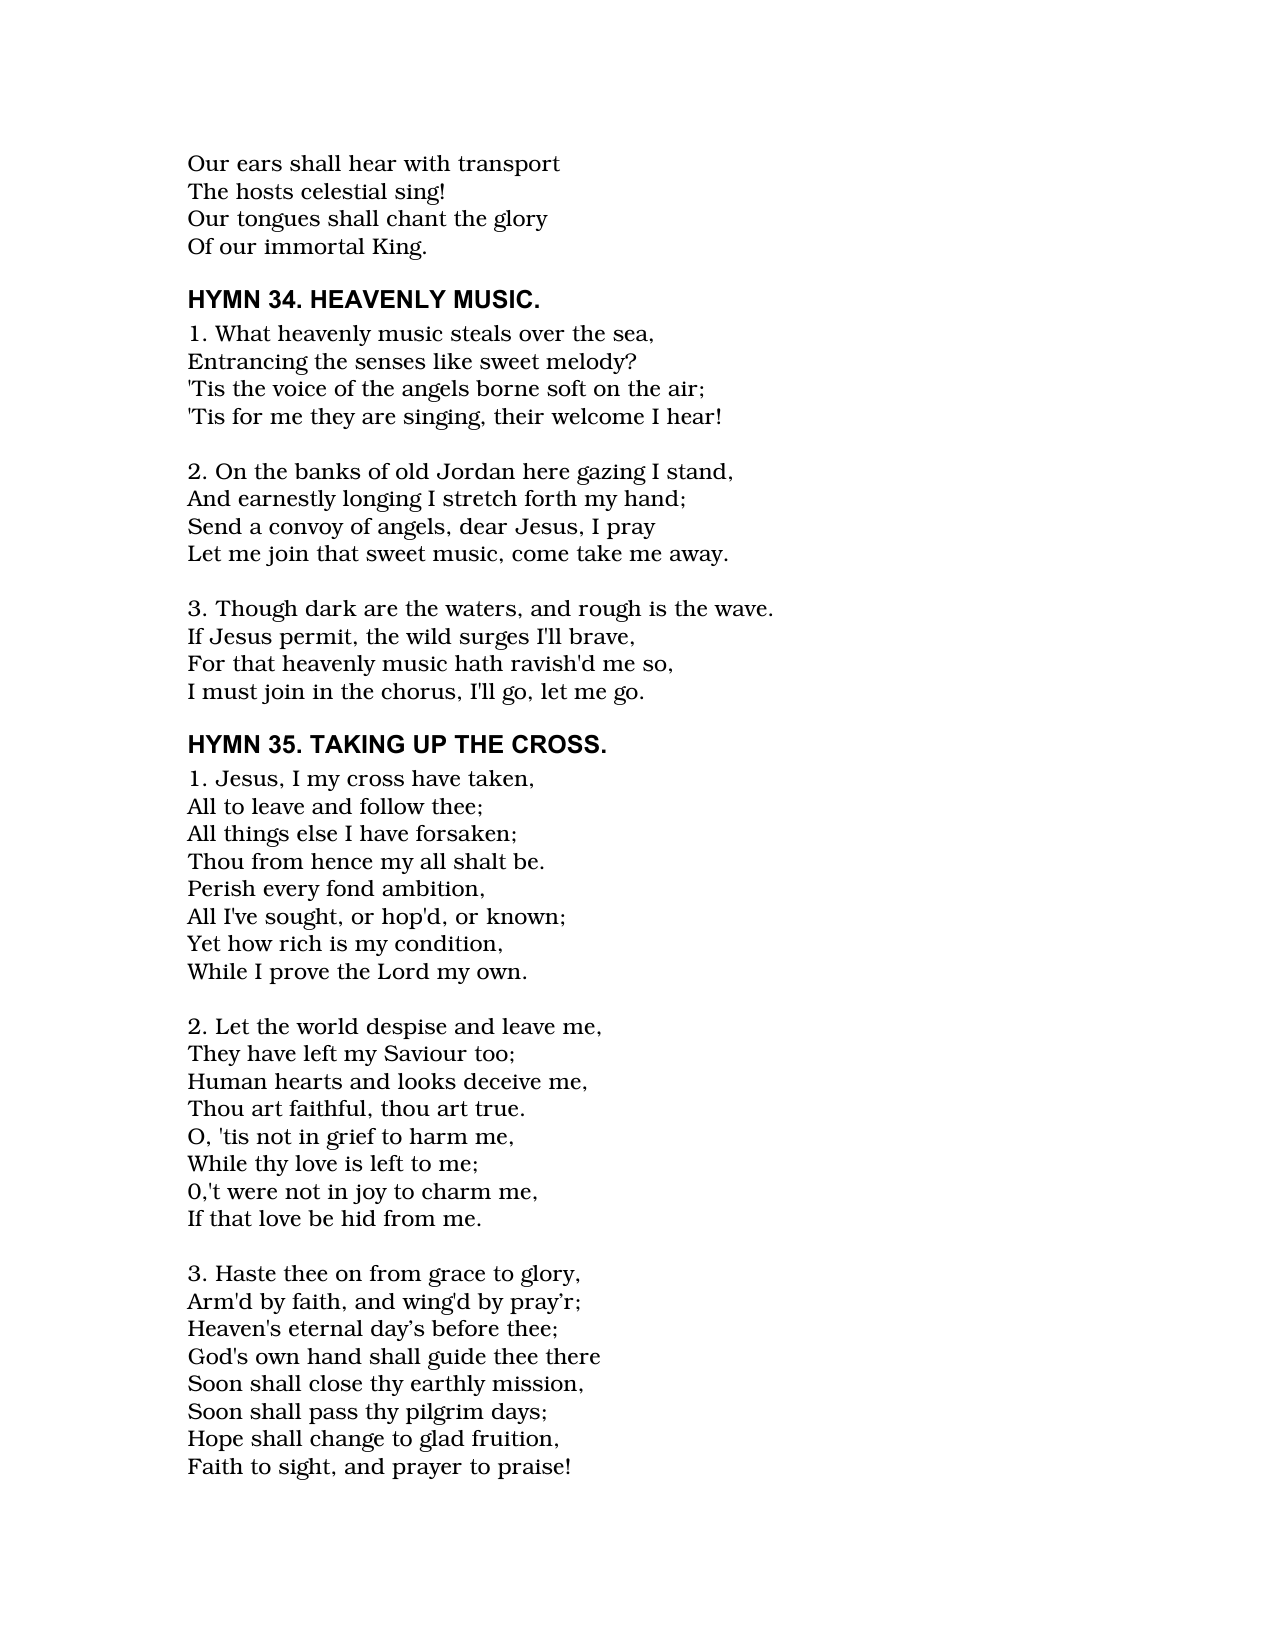 Our ears shall hear with transport
The hosts celestial sing!
Our tongues shall chant the glory
Of our immortal King.
HYMN 34. HEAVENLY MUSIC.
1. What heavenly music steals over the sea,
Entrancing the senses like sweet melody?
'Tis the voice of the angels borne soft on the air;
'Tis for me they are singing, their welcome I hear!
2. On the banks of old Jordan here gazing I stand,
And earnestly longing I stretch forth my hand;
Send a convoy of angels, dear Jesus, I pray
Let me join that sweet music, come take me away.
3. Though dark are the waters, and rough is the wave.
If Jesus permit, the wild surges I'll brave,
For that heavenly music hath ravish'd me so,
I must join in the chorus, I'll go, let me go.
HYMN 35. TAKING UP THE CROSS.
1. Jesus, I my cross have taken,
All to leave and follow thee;
All things else I have forsaken;
Thou from hence my all shalt be.
Perish every fond ambition,
All I've sought, or hop'd, or known;
Yet how rich is my condition,
While I prove the Lord my own.
2. Let the world despise and leave me,
They have left my Saviour too;
Human hearts and looks deceive me,
Thou art faithful, thou art true.
O, 'tis not in grief to harm me,
While thy love is left to me;
0,'t were not in joy to charm me,
If that love be hid from me.
3. Haste thee on from grace to glory,
Arm'd by faith, and wing'd by pray’r;
Heaven's eternal day’s before thee;
God's own hand shall guide thee there
Soon shall close thy earthly mission,
Soon shall pass thy pilgrim days;
Hope shall change to glad fruition,
Faith to sight, and prayer to praise!